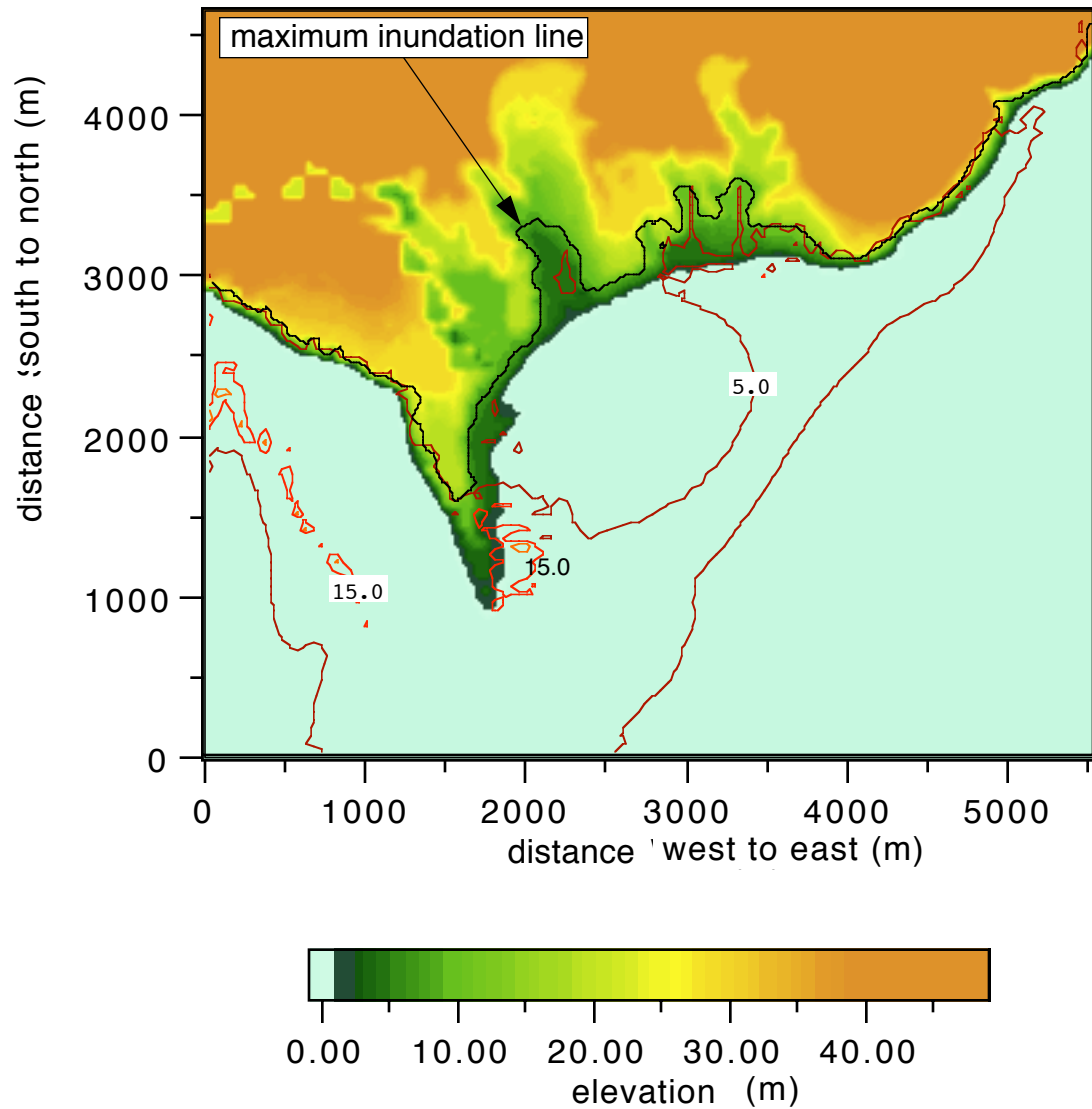 maximum inundation line
distance south to north (m)
4000
3000
2000
1000
0
5.0
15.0
15.0
0 1000 2000 3000 4000 5000
distance west to east (m)
0.00 10.00 20.00 30.00 40.00
elevation (m)